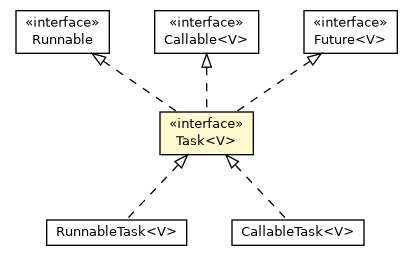 «interface»
Runnable
«interface»
Callable<V>
«interface»
Future<V>
«interface»
Task<V>
RunnableTask<V>
CallableTask<V>